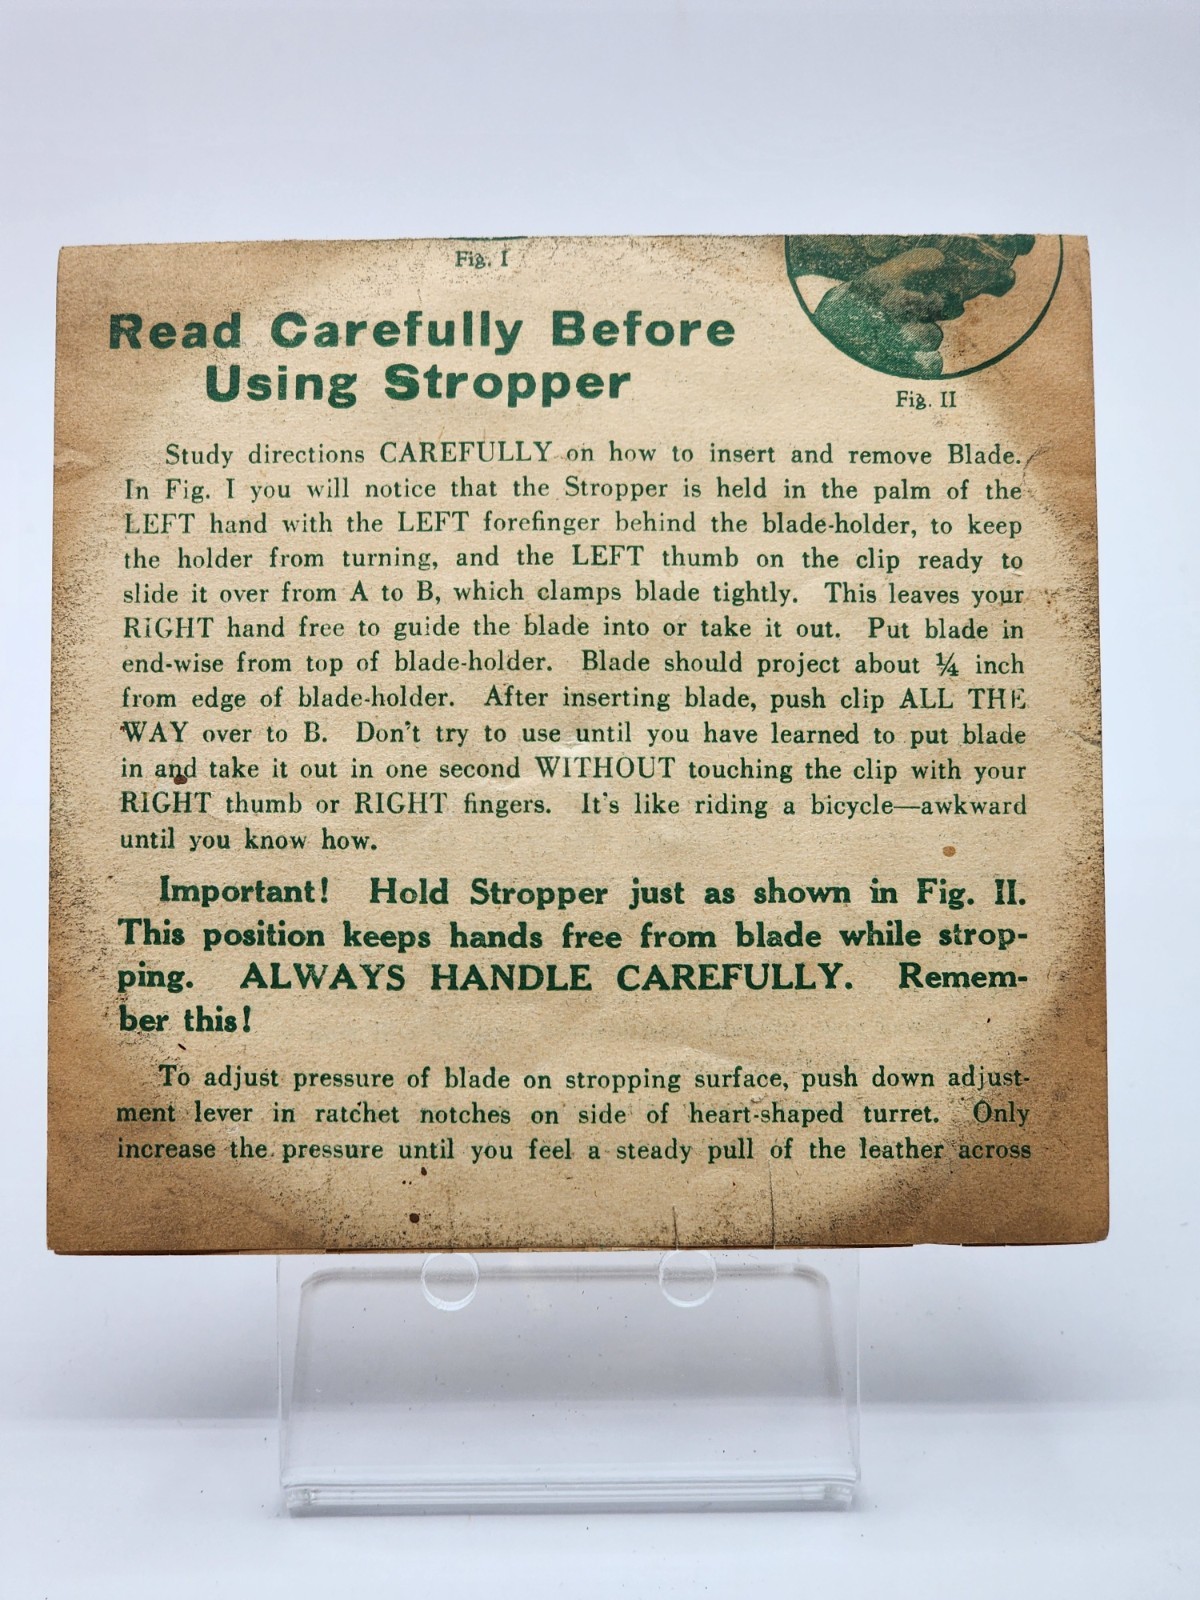 Fig. I
Read Carefully Before
Using Stropper
Fig. II
Study directions CAREFULLY on how to insert and remove Blade.
In Fig. I you will notice that the Stropper is held in the palm of the
LEFT hand with the LEFT forefinger behind the blade-holder, to keep
the holder from turning, and the LEFT thumb on the clip ready to
slide it over from A to B, which clamps blade tightly. This leaves your
RIGHT hand free to guide the blade into or take it out. Put blade in
end-wise from top of blade-holder. Blade should project about ¼ inch
from edge of blade-holder. After inserting blade, push clip ALL THE
WAY over to B. Don't try to use until you have learned to put blade
in and take it out in one second WITHOUT touching the clip with your
RIGHT thumb or RIGHT fingers. It's like riding a bicycle—awkward
until you know how.
Important! Hold Stropper just as shown in Fig. II.
This position keeps hands free from blade while strop-
ping. ALWAYS HANDLE CAREFULLY. Remem-
ber this!
To adjust pressure of blade on stropping surface, push down adjust-
ment lever in ratchet notches on side of heart-shaped turret. Only
increase the pressure until you feel a steady pull of the leather across